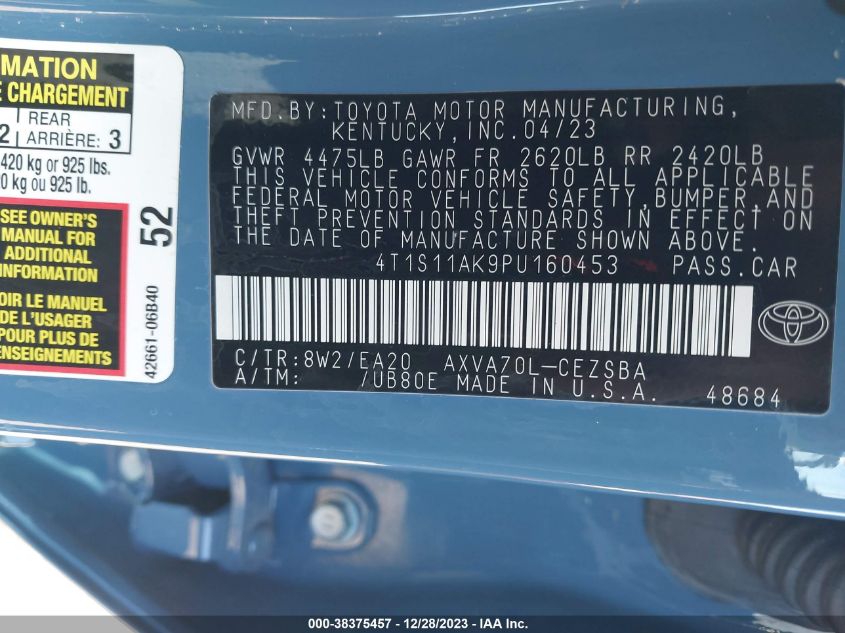 MATION
E CHARGEMENT
2 REAR
ARRIÈRE: 3
420 kg or 925 lbs.
0 kg ou 925 lb.
SEE OWNER'S
MANUAL FOR
ADDITIONAL
INFORMATION
VOIR LE MANUEL
DE L'USAGER
POUR PLUS DE
RENSEIGNEMENTS
52
42661-06B40
MFD.BY:TOYOTA MOTOR MANUFACTURING,
KENTUCKY,INC.04/23
GVWR 4475LB GAWR FR 2620LB RR 2420LB
THIS VEHICLE CONFORMS TO ALL APPLICABLE
FEDERAL MOTOR VEHICLE SAFETY,BUMPER,AND
THEFT PREVENTION STANDARDS IN EFFECT ON
THE DATE OF MANUFACTURE SHOWN ABOVE.
4T1S11AK9PU160453 PASS.CAR
C/TR:8W2/EA20 AXVA70L-CEZSBA
A/TM: /UB80E MADE IN U.S.A. 48684
000-38375457 - 12/28/2023 - IAA Inc.